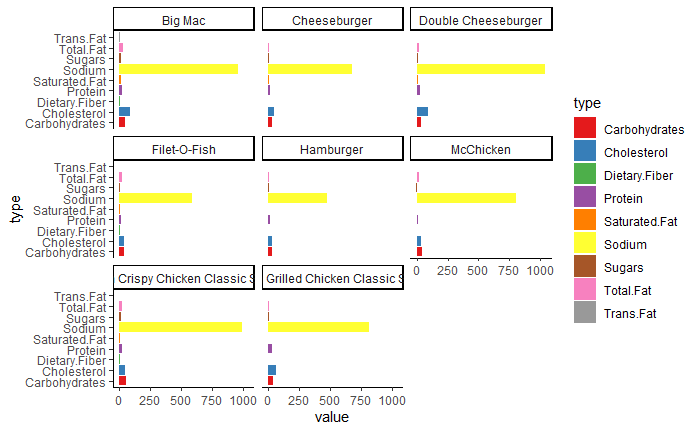 Big Mac
Cheeseburger
Double Cheeseburger
Trans.Fat
Total.Fat
Sugars
Sodium
Saturated.Fat
Protein
Dietary.Fiber
Cholesterol
Carbohydrates
Filet-O-Fish
Hamburger
McChicken
Trans.Fat
Total.Fat
Sugars
Sodium
Saturated.Fat
Protein
Dietary.Fiber
Cholesterol
Carbohydrates
Crispy Chicken Classic S
Grilled Chicken Classic S
Trans.Fat
Total.Fat
Sugars
Sodium
Saturated.Fat
Protein
Dietary.Fiber
Cholesterol
Carbohydrates
0 250 500 750 1000
0 250 500 750 1000
0 250 500 750 1000
value
type
type
Carbohydrates
Cholesterol
Dietary.Fiber
Protein
Saturated.Fat
Sodium
Sugars
Total.Fat
Trans.Fat